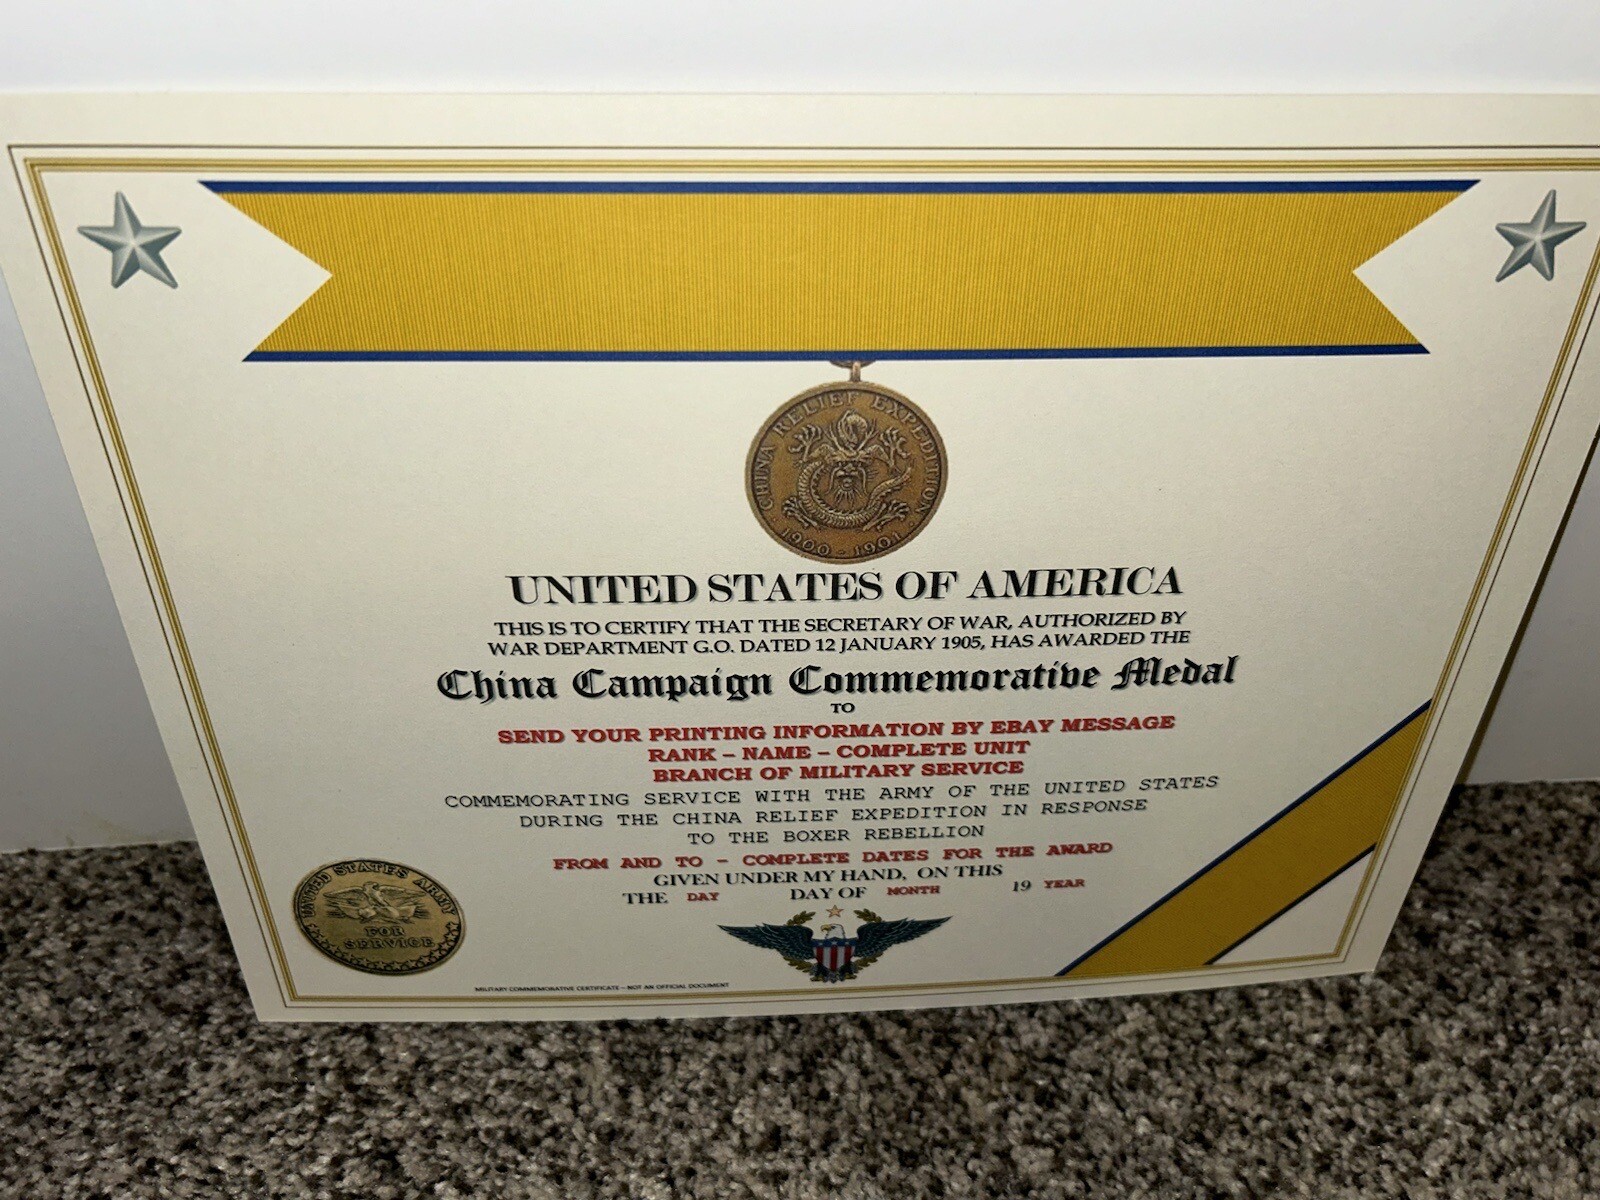 CHINA RELIEF EXPEDITION
1900 - 1901
UNITED STATES OF AMERICA
THIS IS TO CERTIFY THAT THE SECRETARY OF WAR, AUTHORIZED BY
WAR DEPARTMENT G.O. DATED 12 JANUARY 1905, HAS AWARDED THE
China Campaign Commemorative Medal
TO
SEND YOUR PRINTING INFORMATION BY EBAY MESSAGE
RANK – NAME – COMPLETE UNIT
BRANCH OF MILITARY SERVICE
COMMEMORATING SERVICE WITH THE ARMY OF THE UNITED STATES
DURING THE CHINA RELIEF EXPEDITION IN RESPONSE
TO THE BOXER REBELLION
FROM AND TO – COMPLETE DATES FOR THE AWARD
GIVEN UNDER MY HAND, ON THIS
THE DAY DAY OF MONTH 19 YEAR
UNITED STATES ARMY
FOR
SERVICE
MILITARY COMMEMORATIVE CERTIFICATE – NOT AN OFFICIAL DOCUMENT